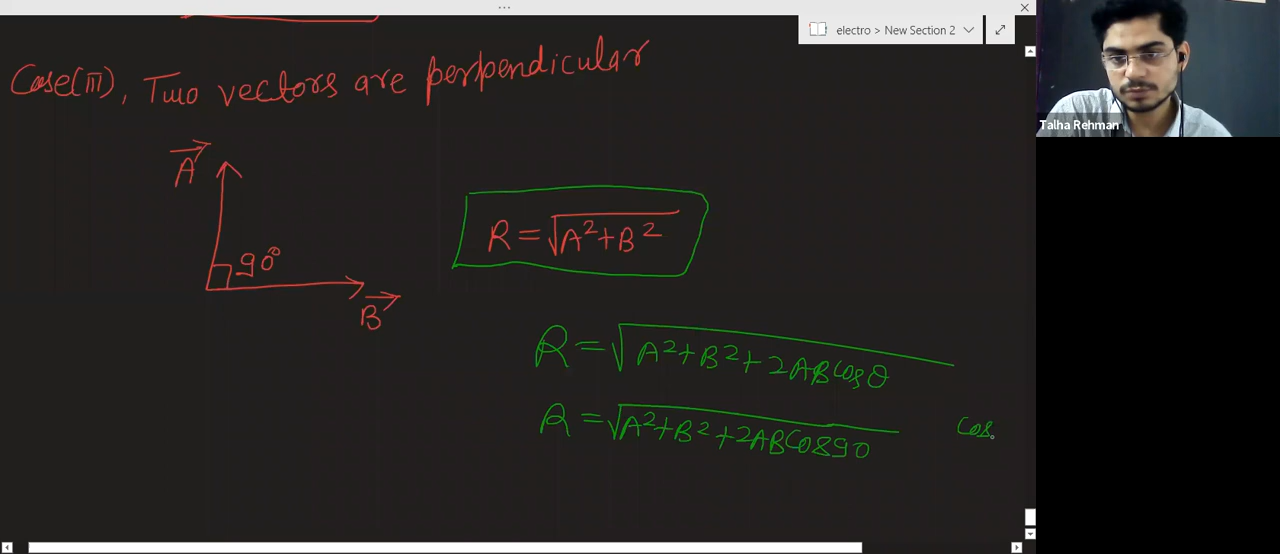 electro > New Section 2
Talha Rehman
Case(II), Two vectors are perpendicular
A
90°
B
R = √A²+B²
R = √A²+B²+2ABCosθ
R = √A²+B²+2ABCos90
Cos